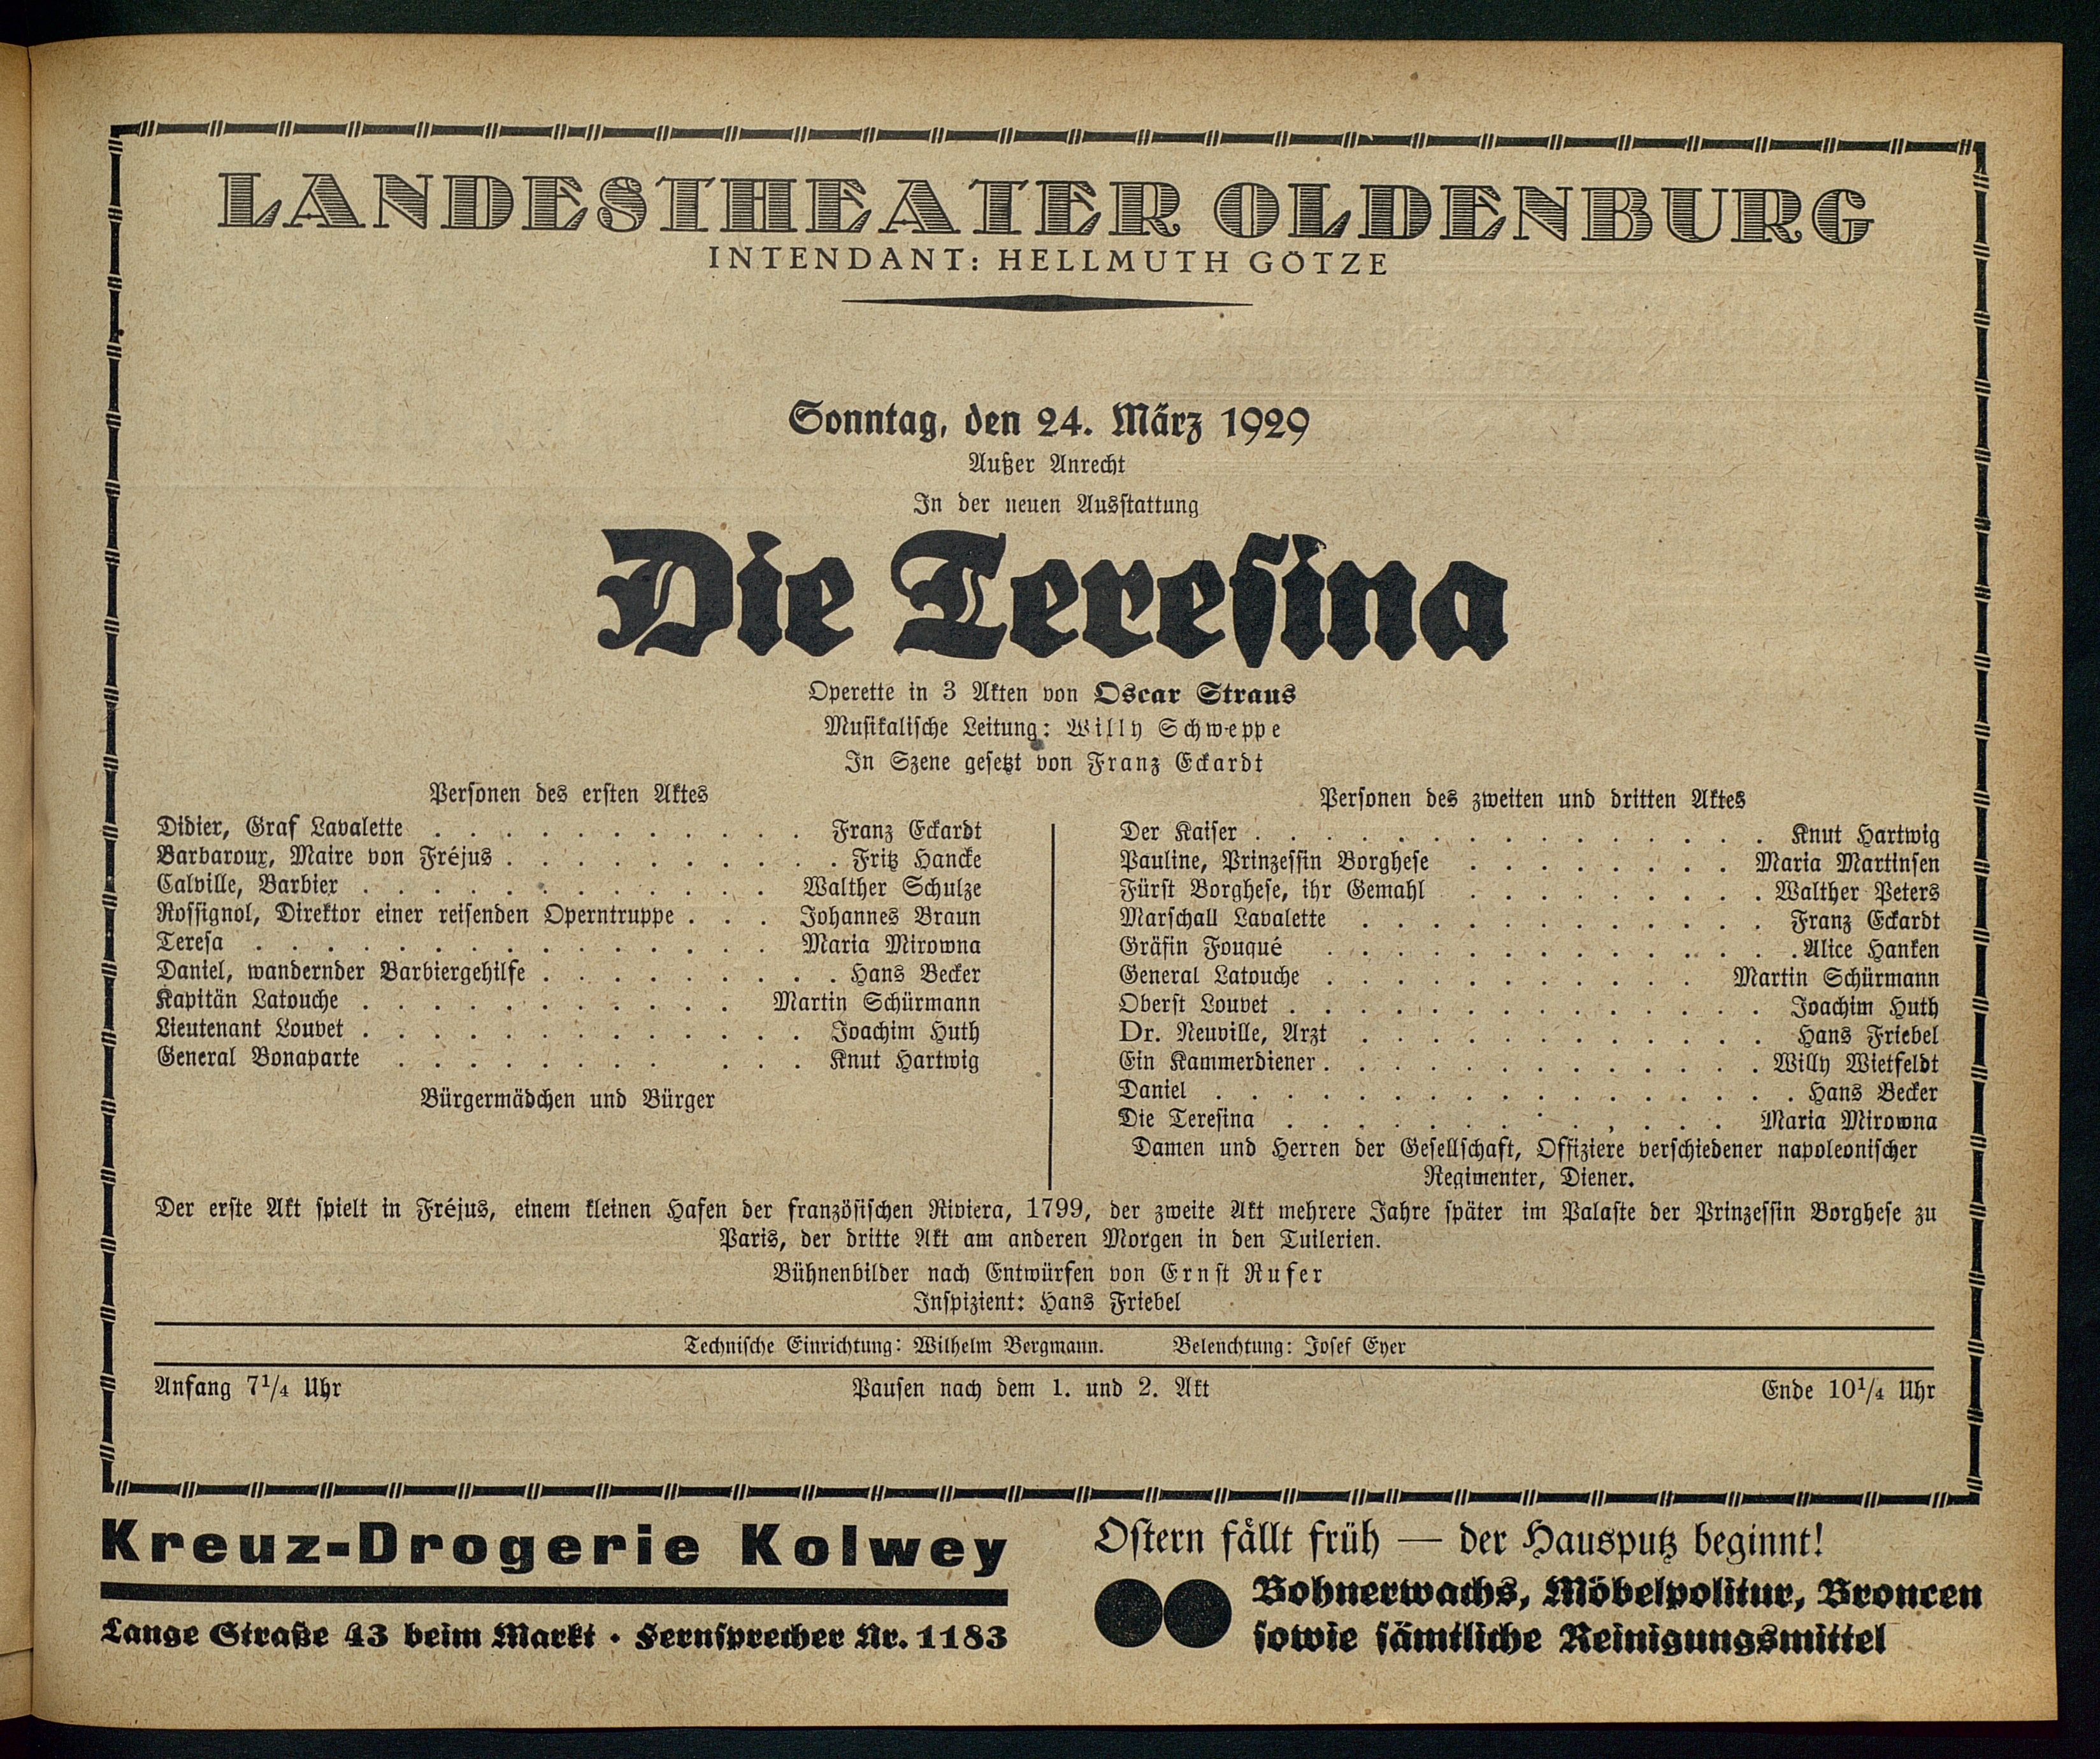 LANDESTHEATER OLDENBURG
INTENDANT: HELLMUTH GÖTZE
Sonntag, den 24. März 1929
Außer Anrecht
In der neuen Ausstattung
Die Teresina
Operette in 3 Akten von Oscar Straus
Musikalische Leitung: Willy Schweppe
In Szene gesetzt von Franz Eckardt
Personen des ersten Aktes
Didier, Graf Lavalette . . . . . . . . . . . Franz Eckardt
Barbaroux, Maire von Fréjus . . . . . . . . . . Fritz Hancke
Calville, Barbier . . . . . . . . . . . . Walther Schulze
Rossignol, Direktor einer reisenden Operntruppe . . . Johannes Braun
Teresa . . . . . . . . . . . . . . . Maria Mirowna
Daniel, wandernder Barbiergehilfe . . . . . . . . . Hans Becker
Kapitän Latouche . . . . . . . . . . . Martin Schürmann
Lieutenant Louvet . . . . . . . . . . . . . Joachim Huth
General Bonaparte . . . . . . . . . . . Knut Hartwig
Bürgermädchen und Bürger
Personen des zweiten und dritten Aktes
Der Kaiser . . . . . . . . . . . . . . . Knut Hartwig
Pauline, Prinzessin Borghese . . . . . . . . Maria Martinsen
Fürst Borghese, ihr Gemahl . . . . . . . . . Walther Peters
Marschall Lavalette . . . . . . . . . . . . Franz Eckardt
Gräfin Fouqué . . . . . . . . . . . . . . Alice Hanken
General Latouche . . . . . . . . . . . Martin Schürmann
Oberst Louvet . . . . . . . . . . . . . . Joachim Huth
Dr. Neuville, Arzt . . . . . . . . . . . . Hans Friebel
Ein Kammerdiener . . . . . . . . . . . . . Willy Wietfeldt
Daniel . . . . . . . . . . . . . . . . . Hans Becker
Die Teresina . . . . . . . . . . . . . Maria Mirowna
Damen und Herren der Gesellschaft, Offiziere verschiedener napoleonischer
Regimenter, Diener.
Der erste Akt spielt in Fréjus, einem kleinen Hafen der französischen Riviera, 1799, der zweite Akt mehrere Jahre später im Palaste der Prinzessin Borghese zu
Paris, der dritte Akt am anderen Morgen in den Tuilerien.
Bühnenbilder nach Entwürfen von Ernst Rufer
Inspizient: Hans Friebel
Technische Einrichtung: Wilhelm Bergmann. Belenchtung: Josef Eyer
Anfang 7¹/₄ Uhr Pausen nach dem 1. und 2. Akt Ende 10¹/₄ Uhr
Kreuz-Drogerie Kolwey
Lange Straße 43 beim Markt · Fernsprecher Nr. 1183
Ostern fällt früh — der Hausputz beginnt!
Bohnerwachs, Möbelpolitur, Broncen
sowie sämtliche Reinigungsmittel